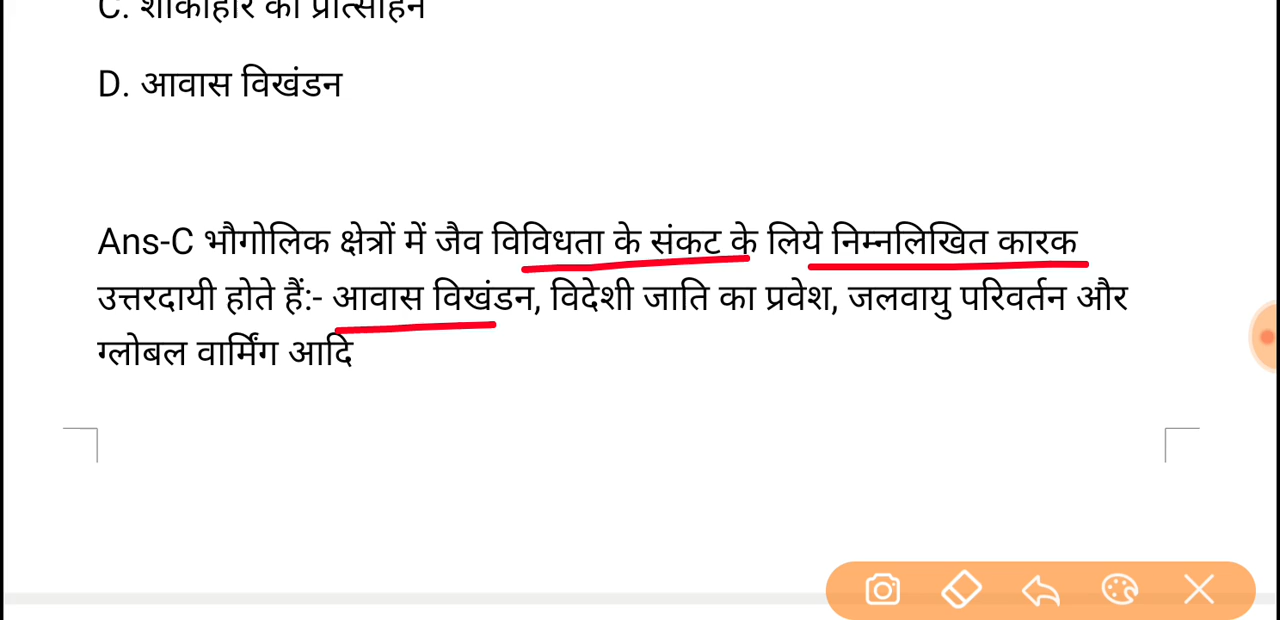 C. शाकाहार को प्रोत्साहन
D. आवास विखंडन
Ans-C भौगोलिक क्षेत्रों में जैव विविधता के संकट के लिये निम्नलिखित कारक
उत्तरदायी होते हैं:- आवास विखंडन, विदेशी जाति का प्रवेश, जलवायु परिवर्तन और
ग्लोबल वार्मिंग आदि